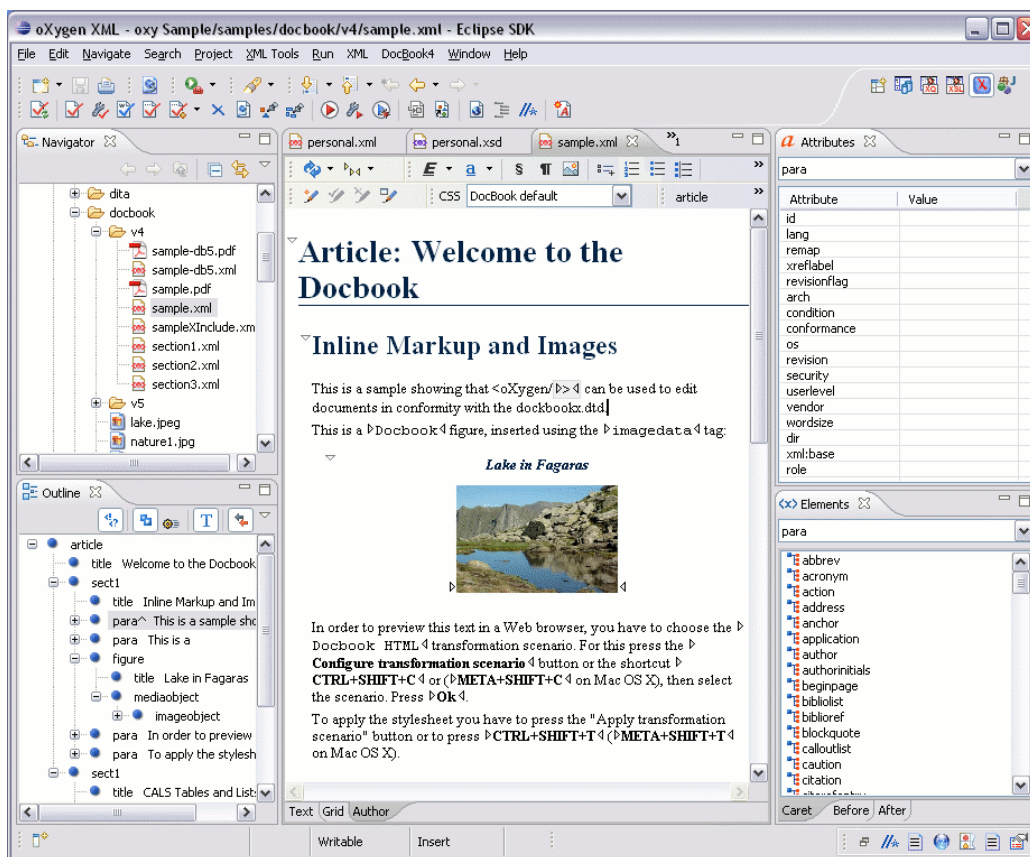 oXygen XML - oxy Sample/samples/docbook/v4/sample.xml - Eclipse SDK
File Edit Navigate Search Project XML Tools Run XML DocBook4 Window Help
Navigator
dita
docbook
v4
sample-db5.pdf
sample-db5.xml
sample.pdf
sample.xml
sampleXInclude.xm
section1.xml
section2.xml
section3.xml
v5
lake.jpeg
nature1.jpg
Outline
article
title Welcome to the Docbook
sect1
title Inline Markup and Im
para^ This is a sample sho
para This is a
figure
title Lake in Fagaras
mediaobject
imageobject
para In order to preview
para To apply the stylesh
sect1
title CALS Tables and List
personal.xml personal.xsd sample.xml »1
CSS DocBook default article
Article: Welcome to the
Docbook
Inline Markup and Images
This is a sample showing that <oXygen/> can be used to edit
documents in conformity with the dockbookx.dtd.
This is a Docbook figure, inserted using the imagedata tag:
Lake in Fagaras
In order to preview this text in a Web browser, you have to choose the
Docbook HTML transformation scenario. For this press the
Configure transformation scenario button or the shortcut
CTRL+SHIFT+C or (META+SHIFT+C on Mac OS X), then select
the scenario. Press Ok.
To apply the stylesheet you have to press the "Apply transformation
scenario" button or to press CTRL+SHIFT+T (META+SHIFT+T
on Mac OS X).
Text Grid Author
Attributes
para
Attribute Value
id
lang
remap
xreflabel
revisionflag
arch
condition
conformance
os
revision
security
userlevel
vendor
wordsize
dir
xml:base
role
Elements
para
abbrev
acronym
action
address
anchor
application
author
authorinitials
beginpage
bibliolist
biblioref
blockquote
calloutlist
caution
citation
Caret Before After
Writable Insert